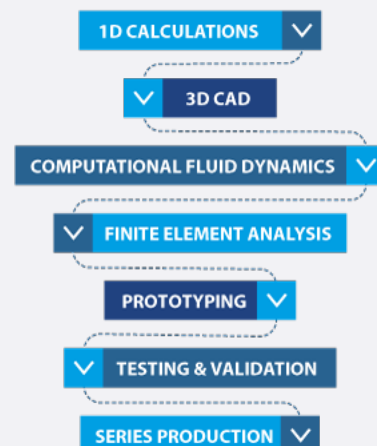 1D CALCULATIONS
3D CAD
COMPUTATIONAL FLUID DYNAMICS
FINITE ELEMENT ANALYSIS
PROTOTYPING
TESTING & VALIDATION
SERIES PRODUCTION